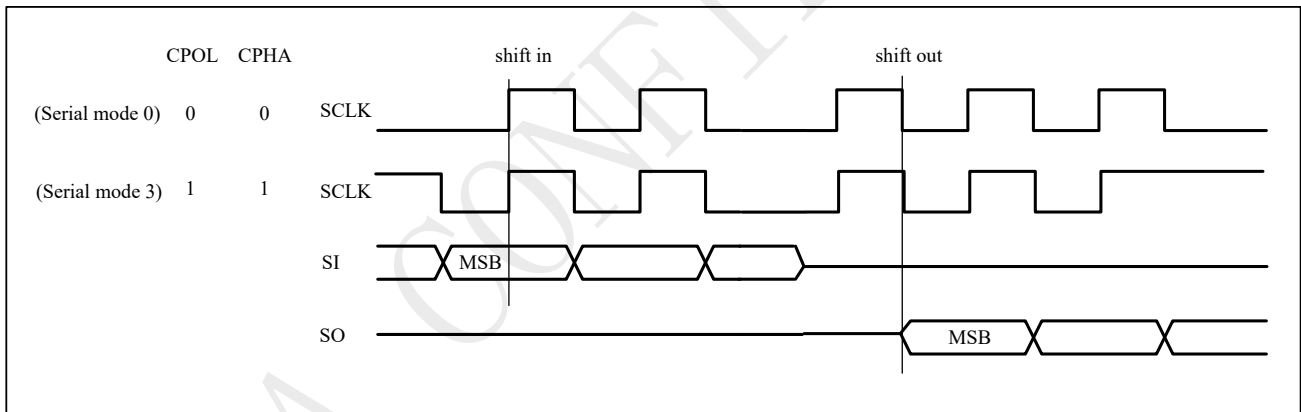 CPOL CPHA shift in shift out
(Serial mode 0) 0 0 SCLK
(Serial mode 3) 1 1 SCLK
SI MSB
SO MSB